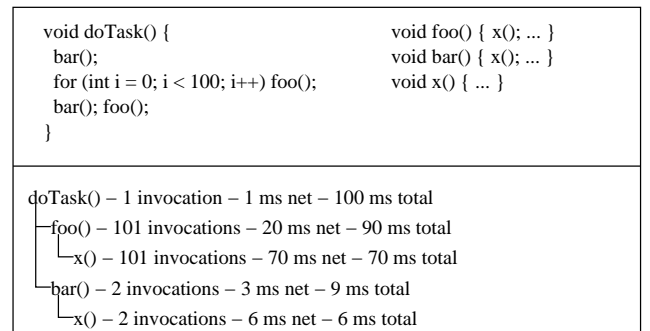 void doTask() {
bar();
for (int i = 0; i < 100; i++) foo();
bar(); foo();
}
void foo() { x(); ... }
void bar() { x(); ... }
void x() { ... }
doTask() – 1 invocation – 1 ms net – 100 ms total
foo() – 101 invocations – 20 ms net – 90 ms total
x() – 101 invocations – 70 ms net – 70 ms total
bar() – 2 invocations – 3 ms net – 9 ms total
x() – 2 invocations – 6 ms net – 6 ms total